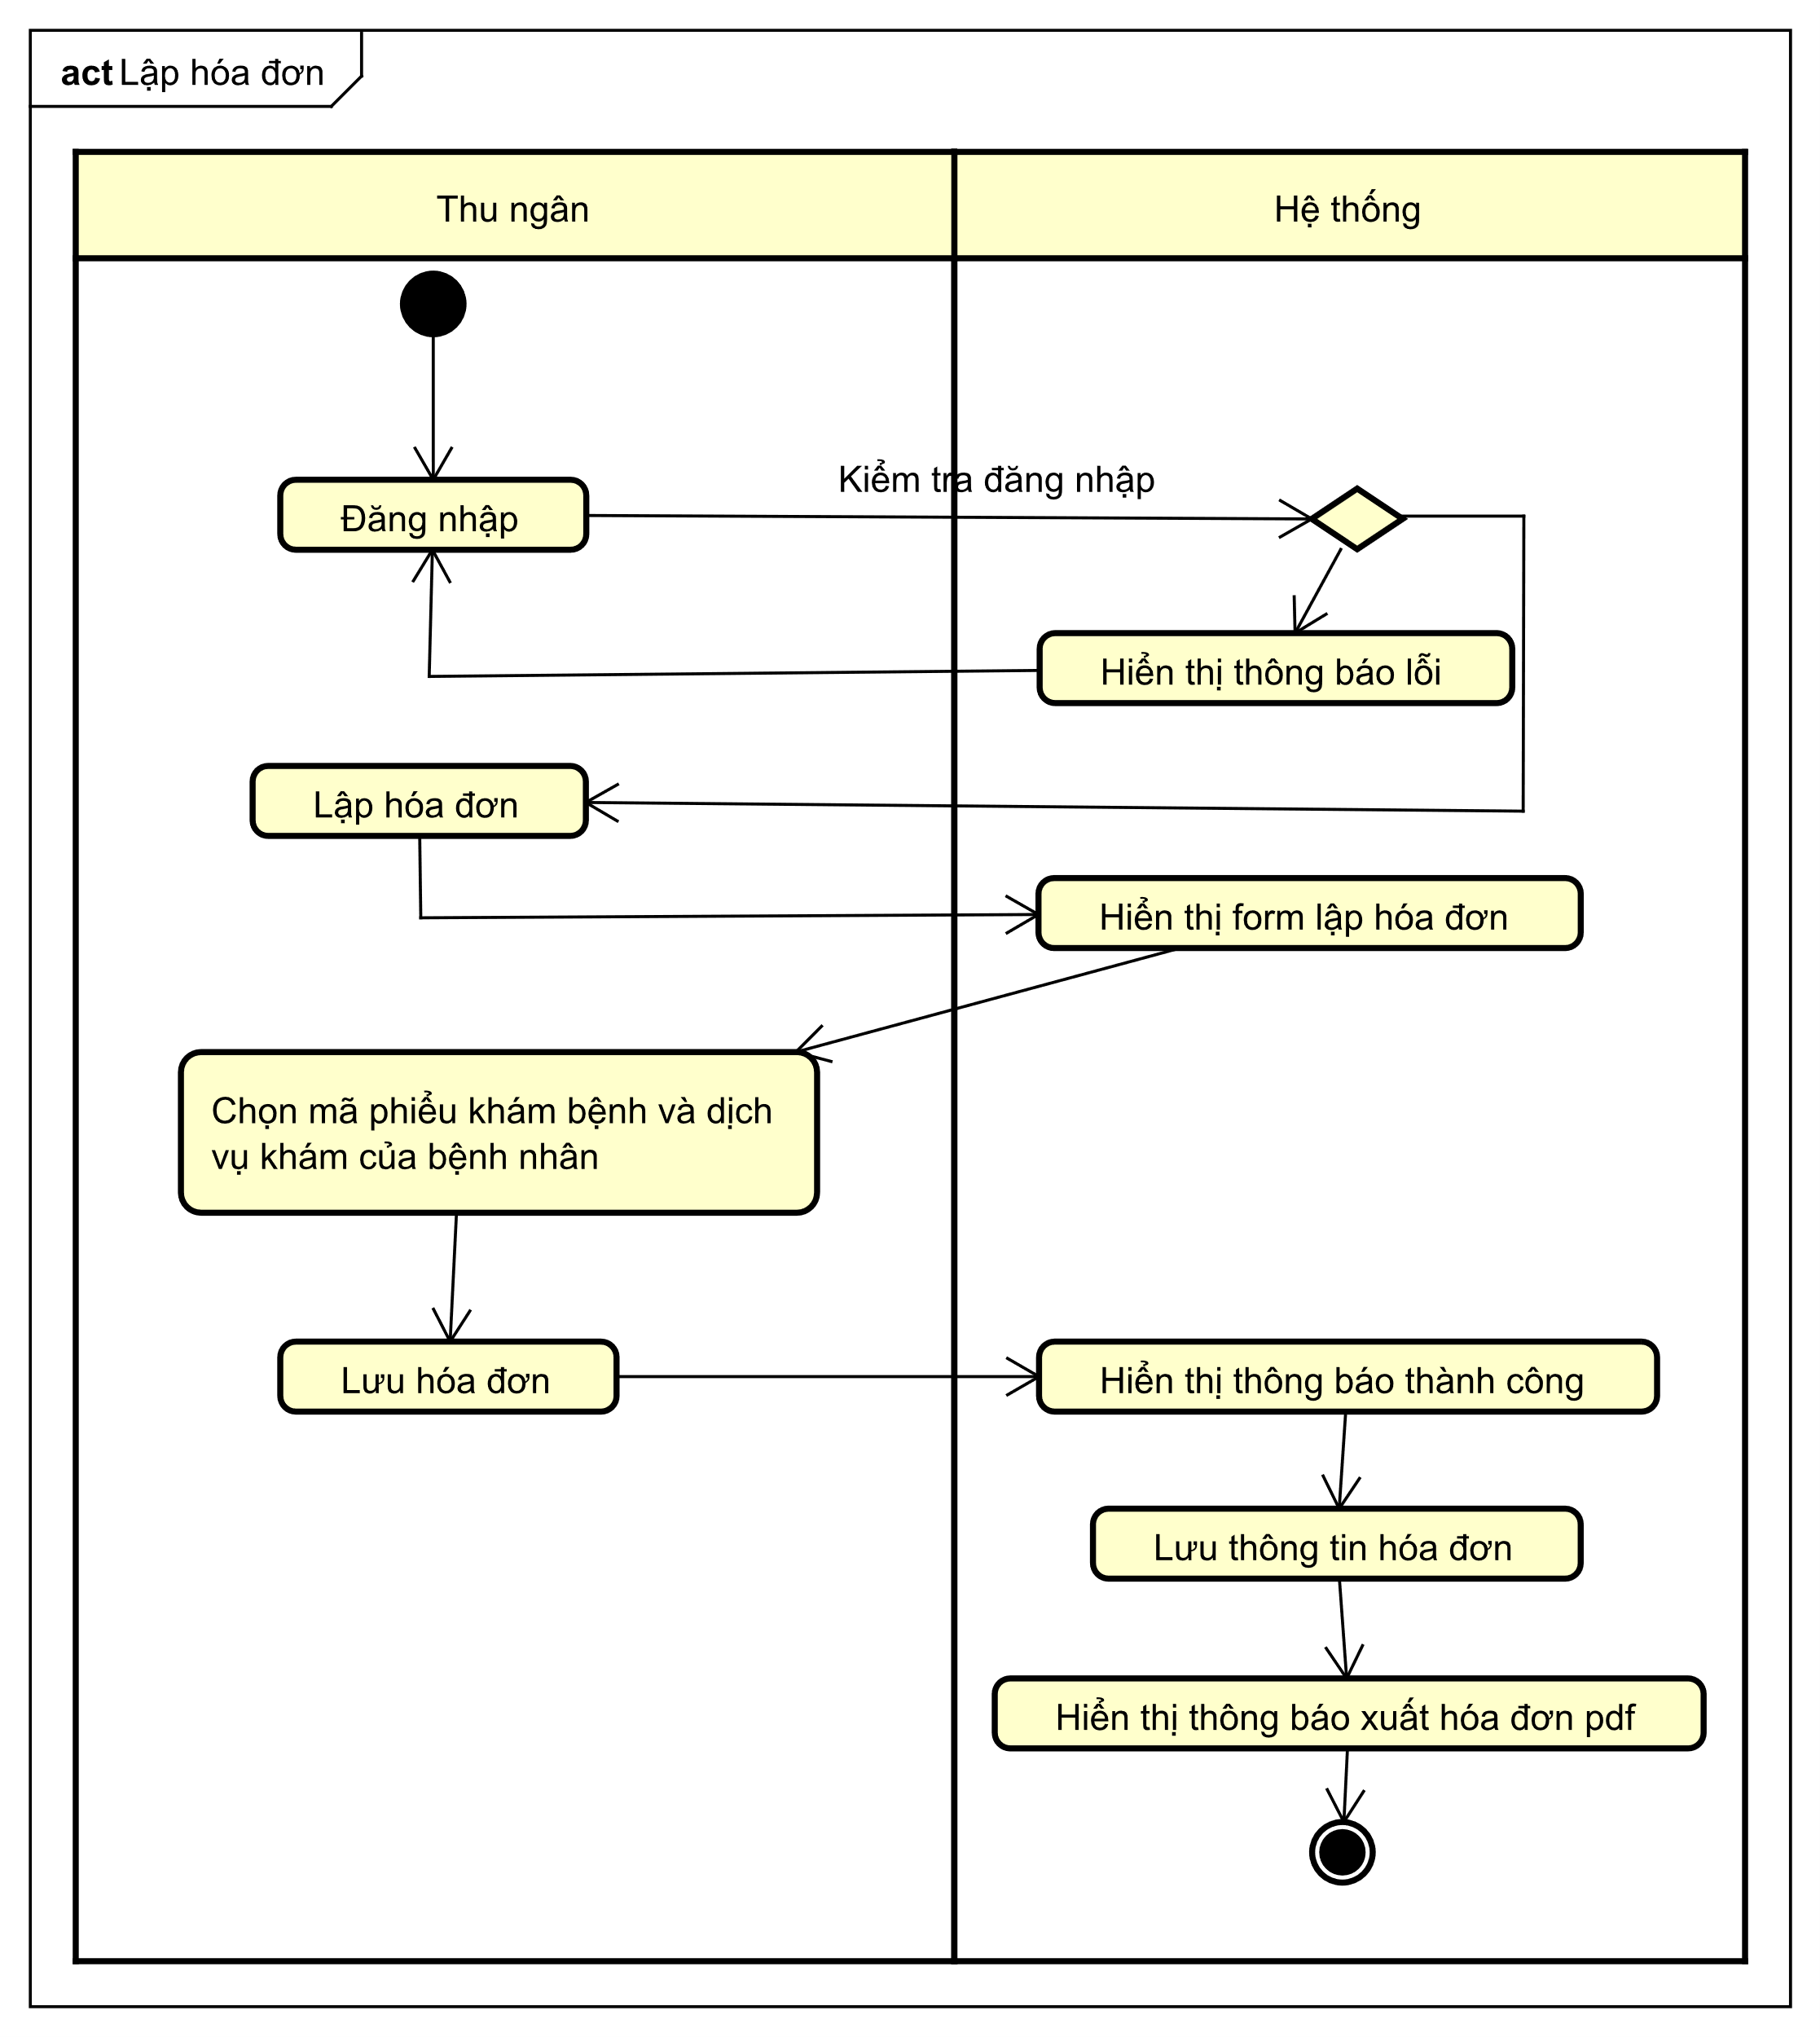 act Lập hóa đơn
Thu ngân
Hệ thống
Kiểm tra đăng nhập
Đăng nhập
Hiển thị thông báo lỗi
Lập hóa đơn
Hiển thị form lập hóa đơn
Chọn mã phiểu khám bệnh và dịch
vụ khám của bệnh nhân
Lưu hóa đơn
Hiển thị thông báo thành công
Lưu thông tin hóa đơn
Hiển thị thông báo xuất hóa đơn pdf